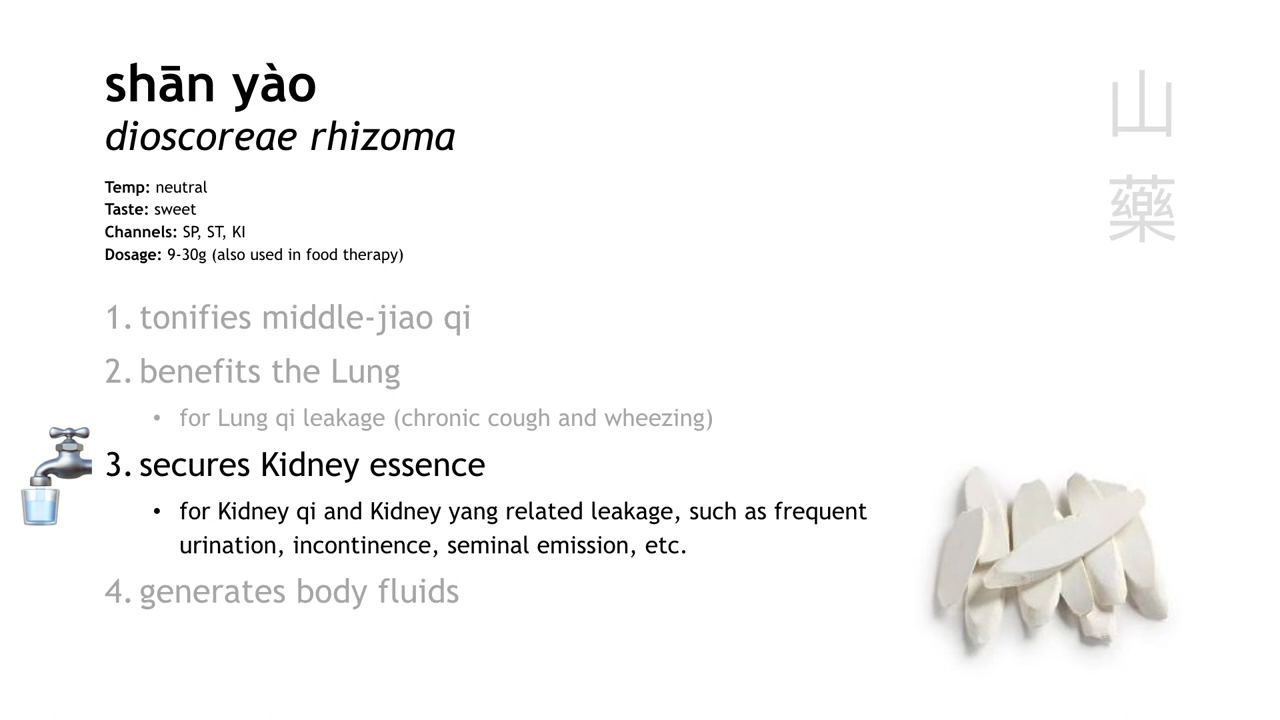 shān yào
dioscoreae rhizoma
山
藥
Temp: neutral
Taste: sweet
Channels: SP, ST, KI
Dosage: 9-30g (also used in food therapy)
1. tonifies middle-jiao qi
2. benefits the Lung
• for Lung qi leakage (chronic cough and wheezing)
3. secures Kidney essence
• for Kidney qi and Kidney yang related leakage, such as frequent
urination, incontinence, seminal emission, etc.
4. generates body fluids